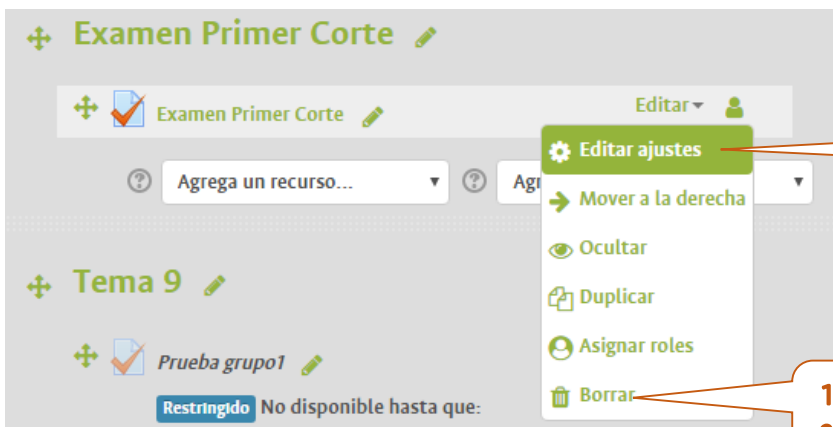 Examen Primer Corte
Examen Primer Corte
Editar
Editar ajustes
Agrega un recurso...
Mover a la derecha
Ocultar
Tema 9
Duplicar
Asignar roles
Prueba grupo1
Borrar
1
Restringido No disponible hasta que: